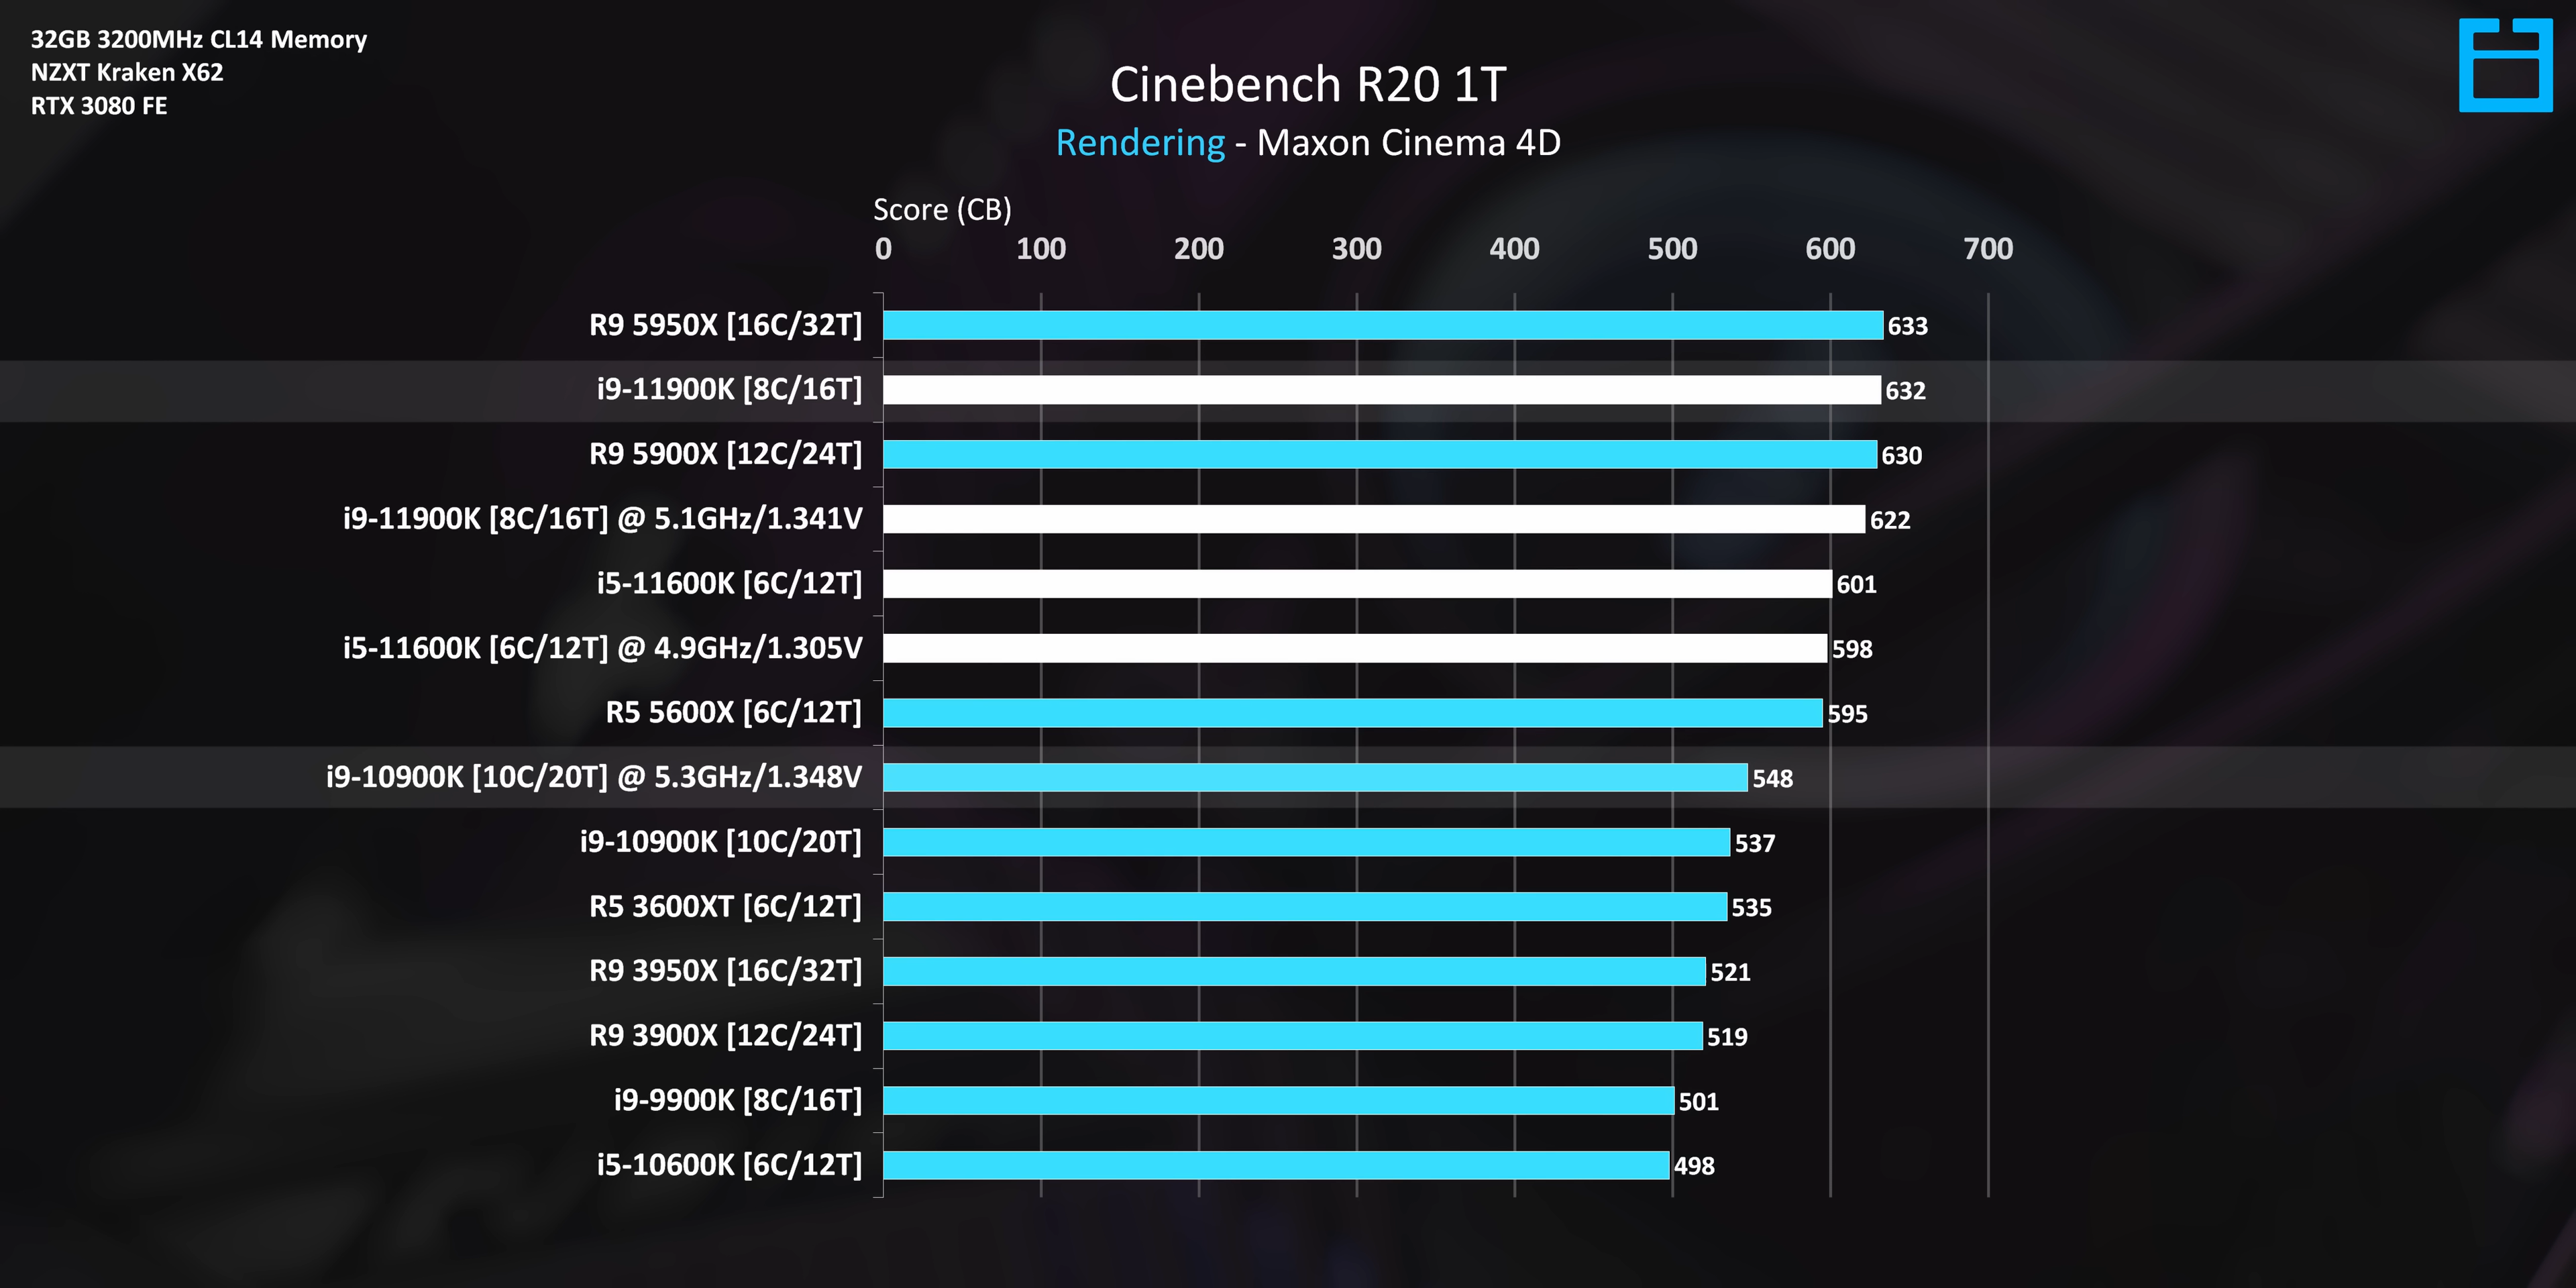 32GB 3200MHz CL14 Memory
NZXT Kraken X62
RTX 3080 FE
Cinebench R20 1T
Rendering - Maxon Cinema 4D
Score (CB)
0 100 200 300 400 500 600 700
R9 5950X [16C/32T] 633
i9-11900K [8C/16T] 632
R9 5900X [12C/24T] 630
i9-11900K [8C/16T] @ 5.1GHz/1.341V 622
i5-11600K [6C/12T] 601
i5-11600K [6C/12T] @ 4.9GHz/1.305V 598
R5 5600X [6C/12T] 595
i9-10900K [10C/20T] @ 5.3GHz/1.348V 548
i9-10900K [10C/20T] 537
R5 3600XT [6C/12T] 535
R9 3950X [16C/32T] 521
R9 3900X [12C/24T] 519
i9-9900K [8C/16T] 501
i5-10600K [6C/12T] 498